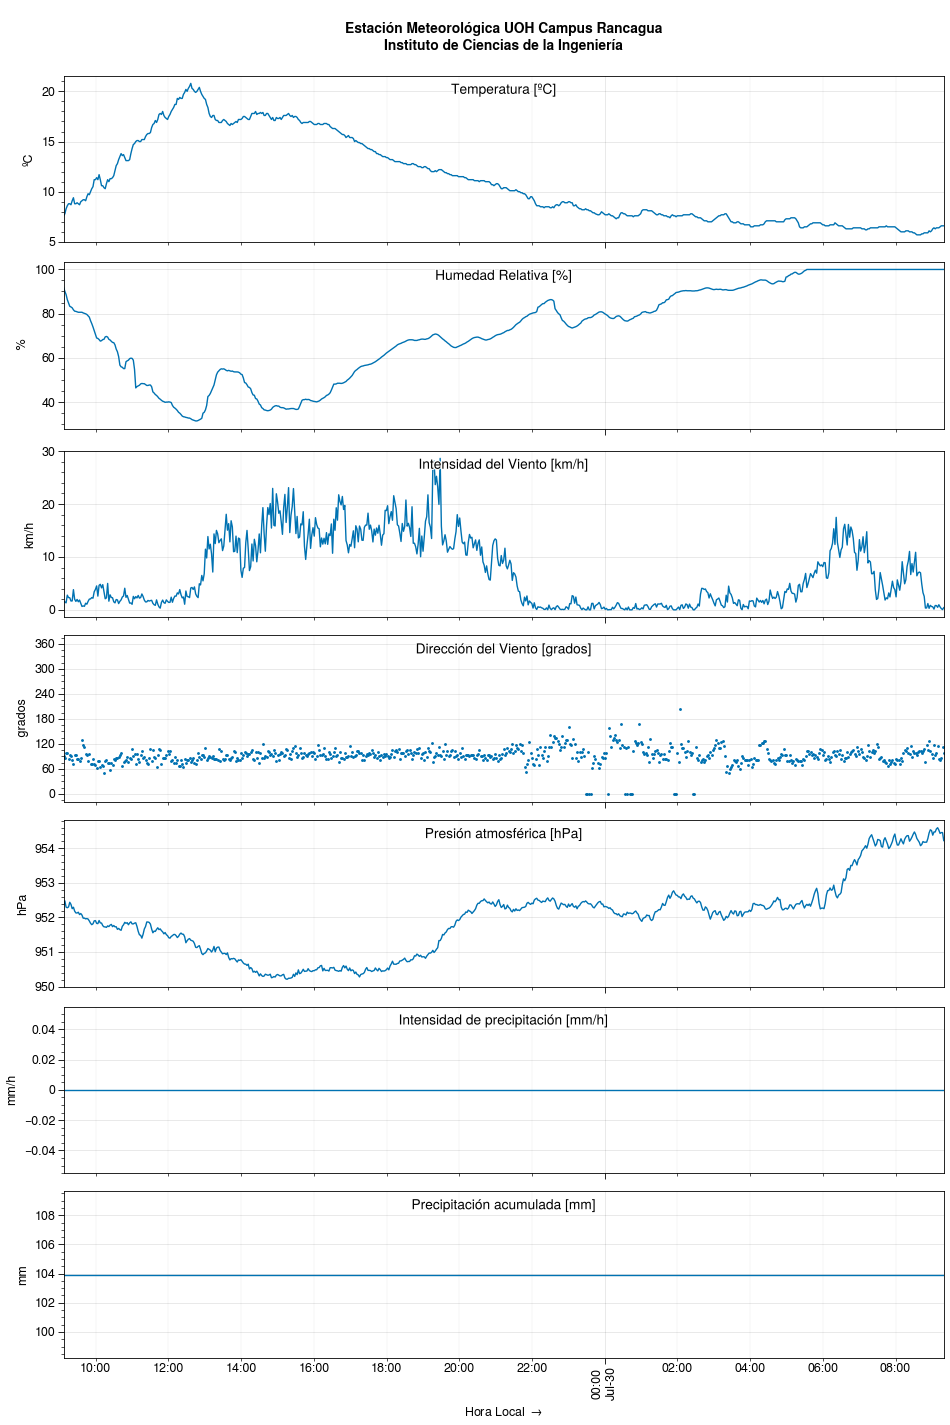 Estación Meteorológica UOH Campus Rancagua
Instituto de Ciencias de la Ingeniería
Temperatura [ºC]
20
15
10
5
ºC
Humedad Relativa [%]
100
80
60
40
%
Intensidad del Viento [km/h]
30
20
10
0
km/h
Dirección del Viento [grados]
360
300
240
180
120
60
0
grados
Presión atmosférica [hPa]
954
953
952
951
950
hPa
Intensidad de precipitación [mm/h]
0.04
0.02
0
−0.02
−0.04
mm/h
Precipitación acumulada [mm]
108
106
104
102
100
mm
10:00 12:00 14:00 16:00 18:00 20:00 22:00 00:00 02:00 04:00 06:00 08:00
Jul-30
Hora Local →